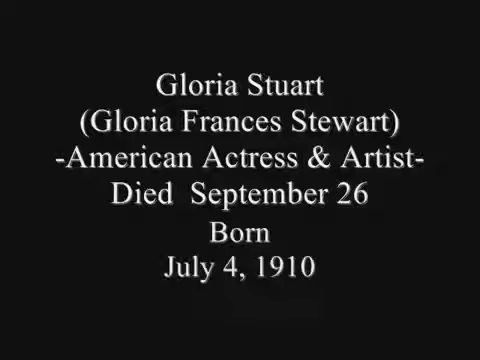 Gloria Stuart
(Gloria Frances Stewart)
-American Actress & Artist-
Died  September 26
Born
July 4, 1910